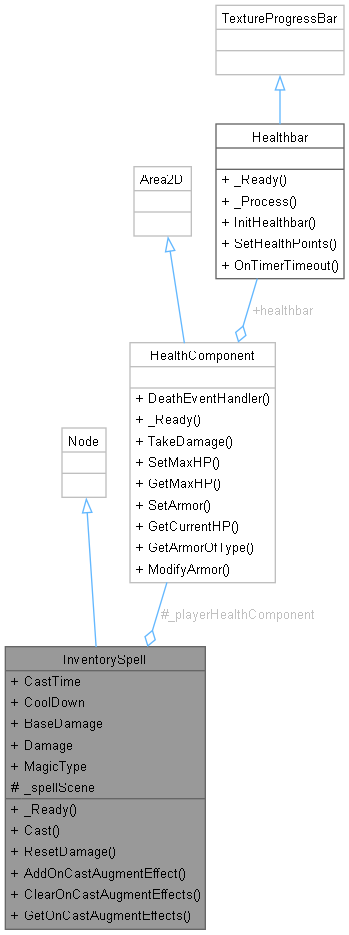 TextureProgressBar
Healthbar
+ _Ready()
+ _Process()
+ InitHealthbar()
+ SetHealthPoints()
+ OnTimerTimeout()
Area2D
+healthbar
HealthComponent
+ DeathEventHandler()
+ _Ready()
+ TakeDamage()
+ SetMaxHP()
+ GetMaxHP()
+ SetArmor()
+ GetCurrentHP()
+ GetArmorOfType()
+ ModifyArmor()
Node
#_playerHealthComponent
InventorySpell
+ CastTime
+ CoolDown
+ BaseDamage
+ Damage
+ MagicType
# _spellScene
+ _Ready()
+ Cast()
+ ResetDamage()
+ AddOnCastAugmentEffect()
+ ClearOnCastAugmentEffects()
+ GetOnCastAugmentEffects()